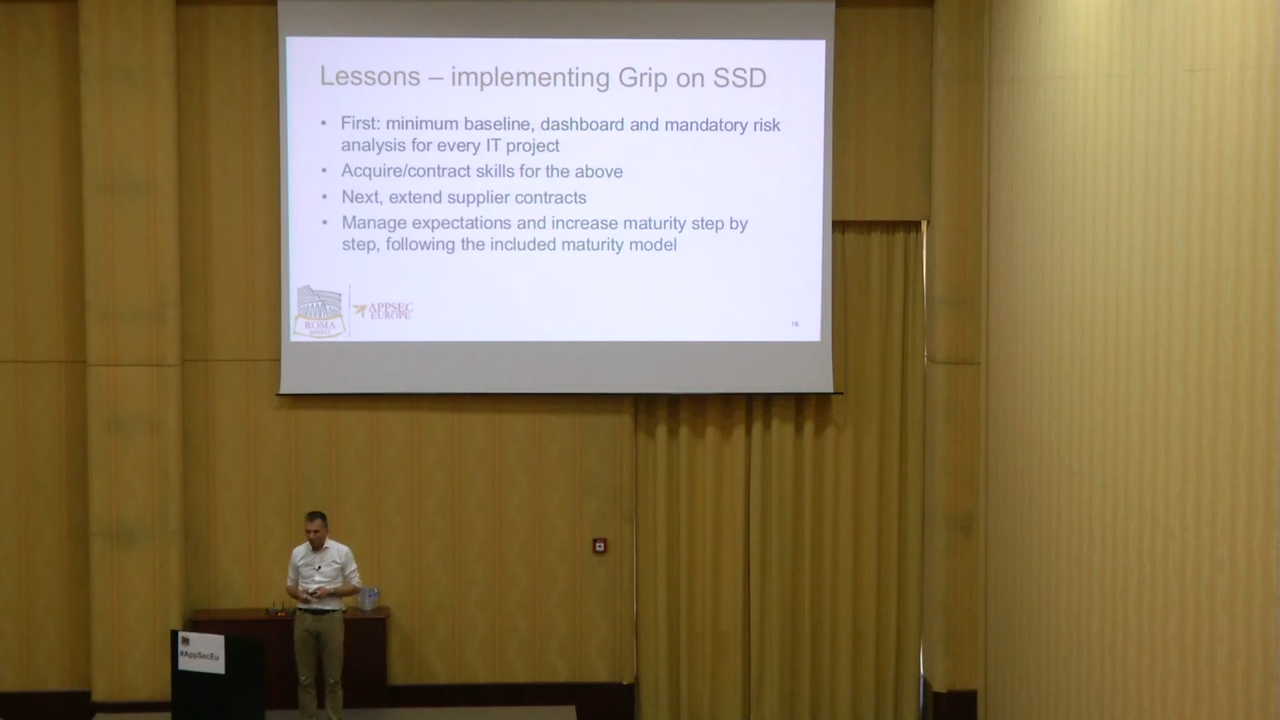 Lessons – implementing Grip on SSD
• First: minimum baseline, dashboard and mandatory risk
analysis for every IT project
• Acquire/contract skills for the above
• Next, extend supplier contracts
• Manage expectations and increase maturity step by
step, following the included maturity model
ROMA
APPSEC
EUROPE
#AppSecEu